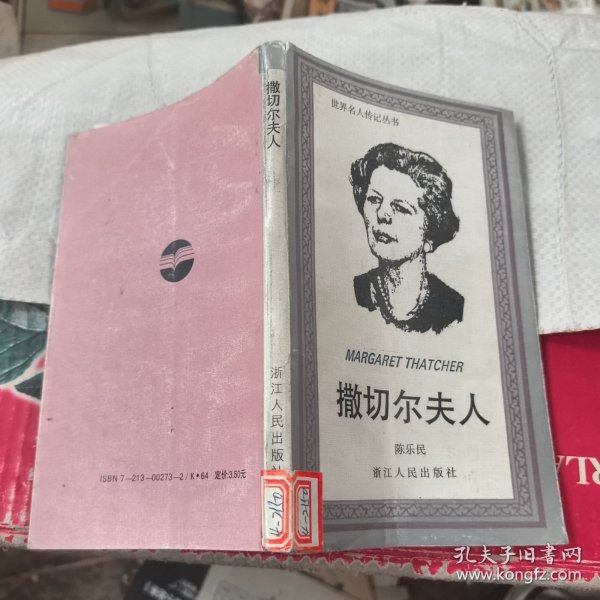 世界名人传记丛书
MARGARET THATCHER
撒切尔夫人
陈乐民
浙江人民出版社
撒切尔夫人
浙江人民出版社
ISBN 7-213-00273-2/K·64 定价:3.50元
RLA
孔夫子旧书网
www.kongfz.com